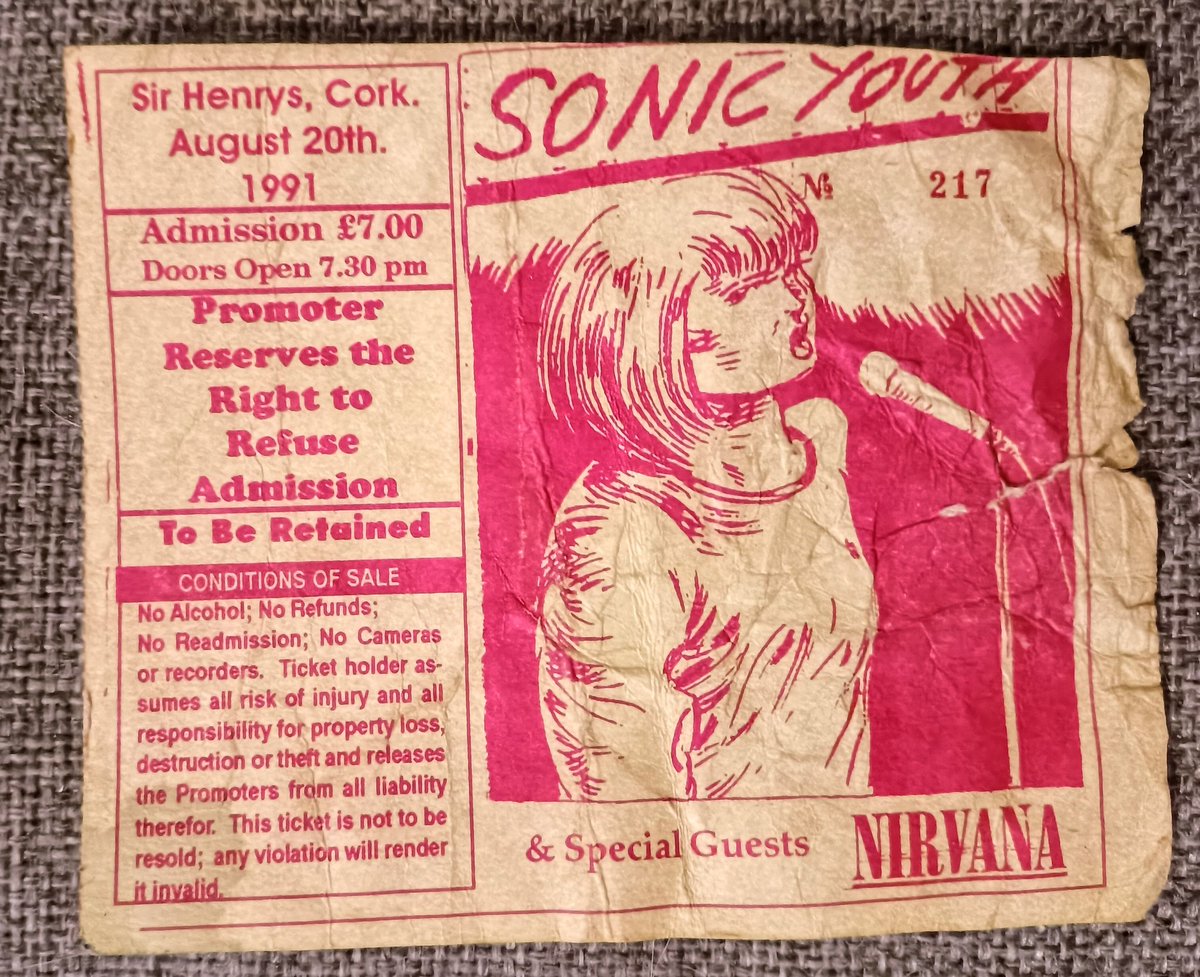 Sir Henrys, Cork.
August 20th.
1991
Admission £7.00
Doors Open 7.30 pm
Promoter
Reserves the
Right to
Refuse
Admission
To Be Retained
CONDITIONS OF SALE
No Alcohol; No Refunds;
No Readmission; No Cameras
or recorders. Ticket holder as-
sumes all risk of injury and all
responsibility for property loss,
destruction or theft and releases
the Promoters from all liability
therefor. This ticket is not to be
resold; any violation will render
it invalid.
SONIC YOUTH
№ 217
& Special Guests NIRVANA